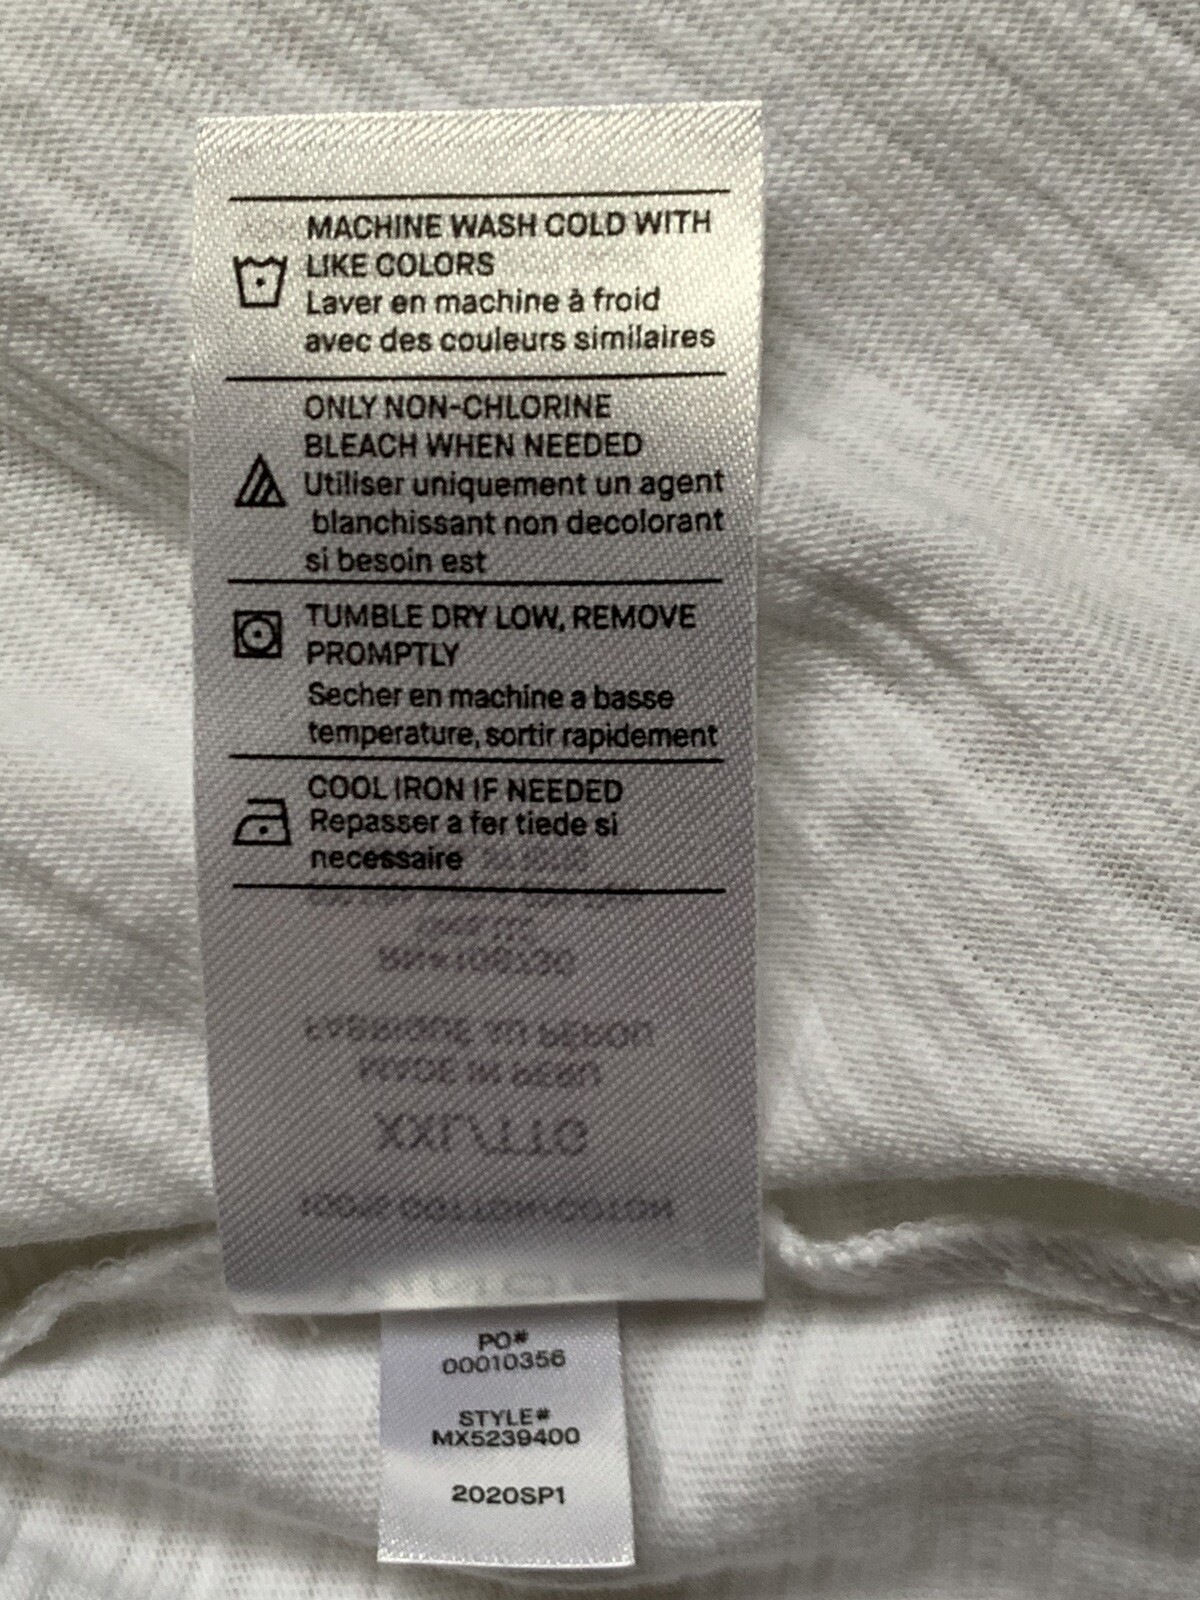 MACHINE WASH COLD WITH
LIKE COLORS
Laver en machine à froid
avec des couleurs similaires
ONLY NON-CHLORINE
BLEACH WHEN NEEDED
Utiliser uniquement un agent
blanchissant non decolorant
si besoin est
TUMBLE DRY LOW, REMOVE
PROMPTLY
Secher en machine a basse
temperature, sortir rapidement
COOL IRON IF NEEDED
Repasser a fer tiede si
necessaire
PO#
00010356
STYLE#
MX5239400
2020SP1